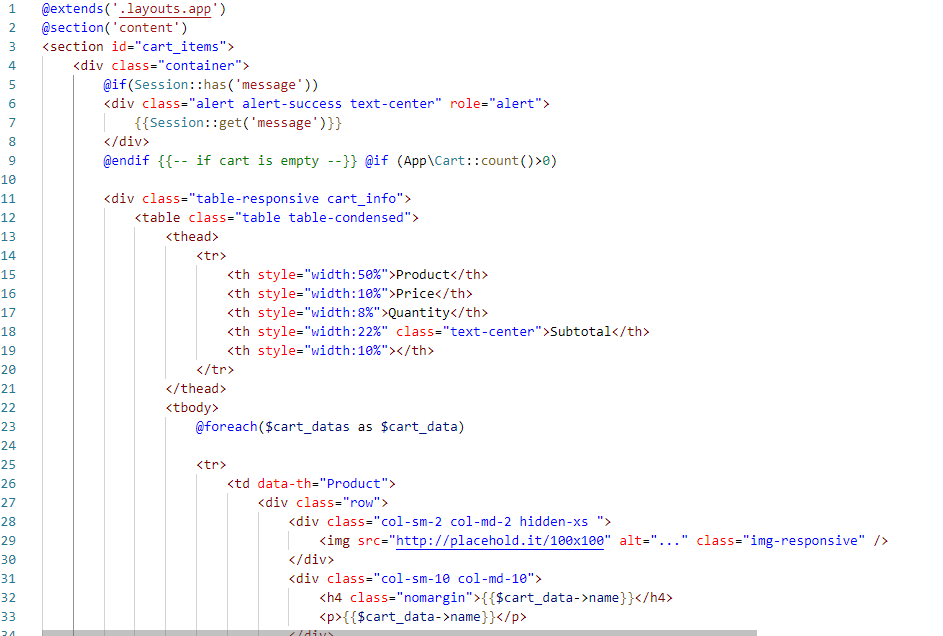 1 @extends('.layouts.app')
2 @section('content')
3 <section id="cart_items">
4 <div class="container">
5 @if(Session::has('message'))
6 <div class="alert alert-success text-center" role="alert">
7 {{Session::get('message')}}
8 </div>
9 @endif {{-- if cart is empty --}} @if (App\Cart::count()>0)
10
11 <div class="table-responsive cart_info">
12 <table class="table table-condensed">
13 <thead>
14 <tr>
15 <th style="width:50%">Product</th>
16 <th style="width:10%">Price</th>
17 <th style="width:8%">Quantity</th>
18 <th style="width:22%" class="text-center">Subtotal</th>
19 <th style="width:10%"></th>
20 </tr>
21 </thead>
22 <tbody>
23 @foreach($cart_datas as $cart_data)
24
25 <tr>
26 <td data-th="Product">
27 <div class="row">
28 <div class="col-sm-2 col-md-2 hidden-xs ">
29 <img src="http://placehold.it/100x100" alt="..." class="img-responsive" />
30 </div>
31 <div class="col-sm-10 col-md-10">
32 <h4 class="nomargin">{{$cart_data->name}}</h4>
33 <p>{{$cart_data->name}}</p>
34 </div>